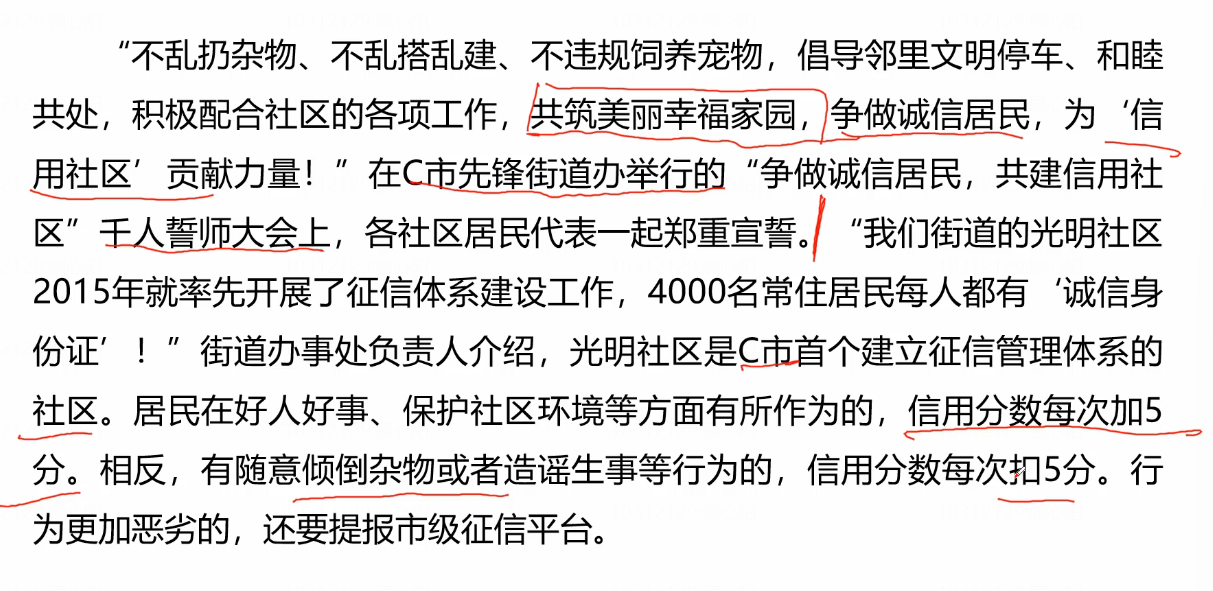 “不乱扔杂物、不乱搭乱建、不违规饲养宠物，倡导邻里文明停车、和睦
共处，积极配合社区的各项工作，共筑美丽幸福家园，争做诚信居民，为‘信
用社区’贡献力量！”在C市先锋街道办举行的“争做诚信居民，共建信用社
区”千人誓师大会上，各社区居民代表一起郑重宣誓。“我们街道的光明社区
2015年就率先开展了征信体系建设工作，4000名常住居民每人都有‘诚信身
份证’！”街道办事处负责人介绍，光明社区是C市首个建立征信管理体系的
社区。居民在好人好事、保护社区环境等方面有所作为的，信用分数每次加5
分。相反，有随意倾倒杂物或者造谣生事等行为的，信用分数每次扣5分。行
为更加恶劣的，还要提报市级征信平台。